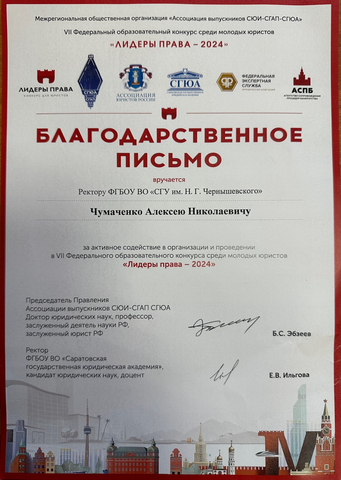 Межрегиональная общественная организация «Ассоциация выпускников СЮИ-СГАП-СГЮА»
VII Федеральный образовательный конкурс среди молодых юристов
«ЛИДЕРЫ ПРАВА – 2024»
ЛИДЕРЫ ПРАВА
КОНКУРС ДЛЯ ЮРИСТОВ
АССОЦИАЦИЯ
ЮРИСТОВ РОССИИ
СГЮА
ФЕДЕРАЛЬНАЯ
ЭКСПЕРТНАЯ
СЛУЖБА
АСПБ
БЛАГОДАРСТВЕННОЕ
ПИСЬМО
вручается
Ректору ФГБОУ ВО «СГУ им. Н. Г. Чернышевского»
Чумаченко Алексею Николаевичу
за активное содействие в организации и проведении
в VII Федерального образовательного конкурса среди молодых юристов
«Лидеры права – 2024»
Председатель Правления
Ассоциации выпускников СЮИ-СГАП СГЮА
Доктор юридических наук, профессор,
заслуженный деятель науки РФ,
заслуженный юрист РФ
Б.С. Эбзеев
Ректор
ФГБОУ ВО «Саратовская
государственная юридическая академия»,
кандидат юридических наук, доцент
Е.В. Ильгова